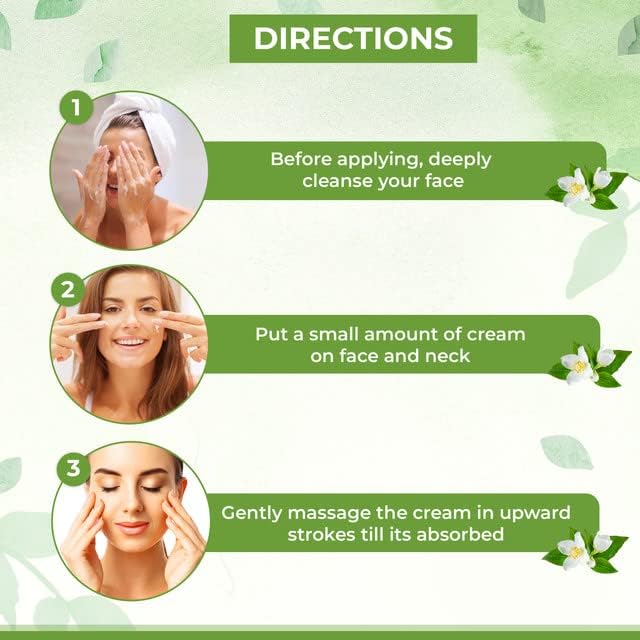 DIRECTIONS
1
Before applying, deeply
cleanse your face
2
Put a small amount of cream
on face and neck
3
Gently massage the cream in upward
strokes till its absorbed